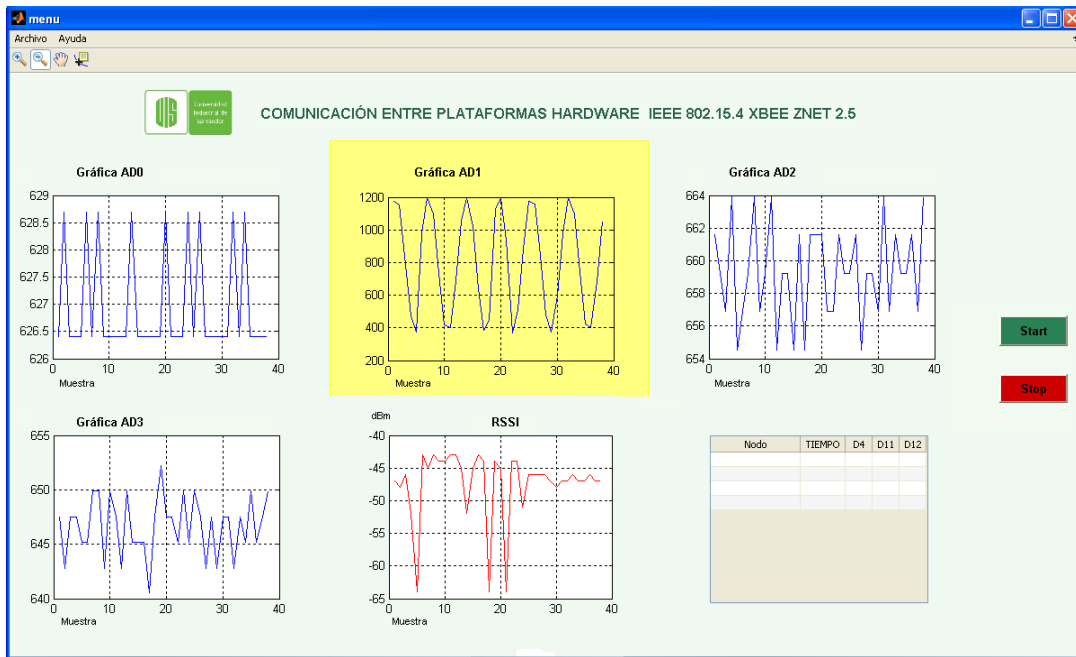 menu
Archivo Ayuda
Universidad
Industrial de
Santander
COMUNICACIÓN ENTRE PLATAFORMAS HARDWARE IEEE 802.15.4 XBEE ZNET 2.5
Gráfica AD0
629
628.5
628
627.5
627
626.5
626
0 10 20 30 40
Muestra
Gráfica AD1
1200
1000
800
600
400
200
0 10 20 30 40
Muestra
Gráfica AD2
664
662
660
658
656
654
0 10 20 30 40
Muestra
Start
Stop
Gráfica AD3
655
650
645
640
0 10 20 30 40
Muestra
dBm
RSSI
-40
-45
-50
-55
-60
-65
0 10 20 30 40
Muestra
Nodo TIEMPO D4 D11 D12